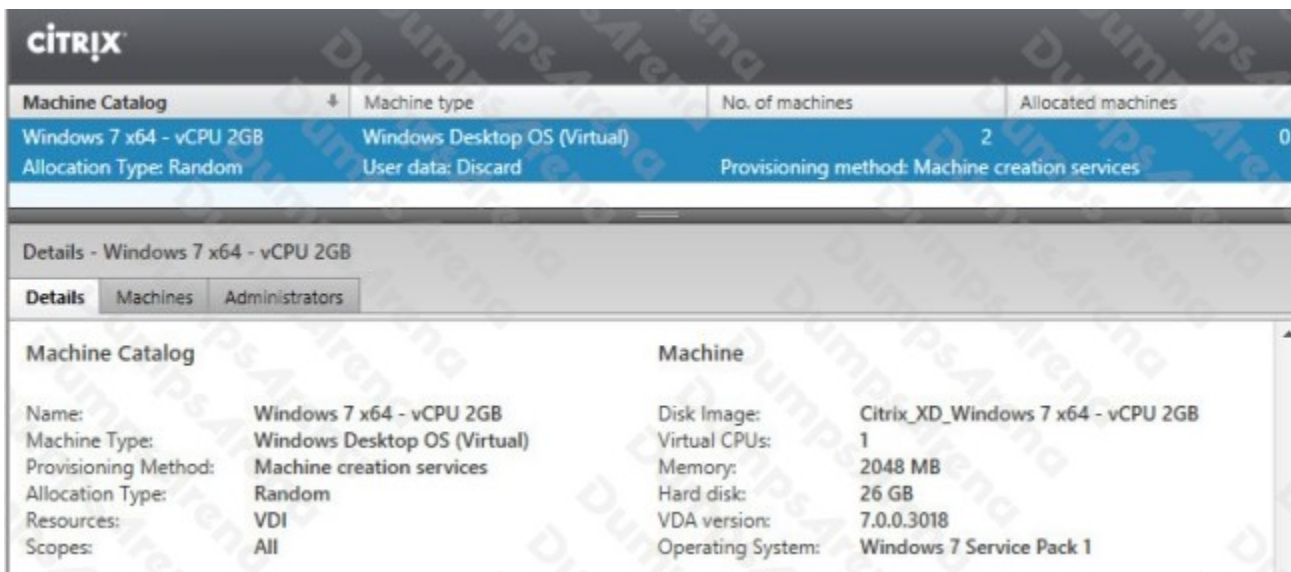 CİTRIX
Machine Catalog Machine type No. of machines Allocated machines
Windows 7 x64 - vCPU 2GB Windows Desktop OS (Virtual) 2 0
Allocation Type: Random User data: Discard Provisioning method: Machine creation services
Details - Windows 7 x64 - vCPU 2GB
Details Machines Administrators
Machine Catalog Machine
Name: Windows 7 x64 - vCPU 2GB Disk Image: Citrix_XD_Windows 7 x64 - vCPU 2GB
Machine Type: Windows Desktop OS (Virtual) Virtual CPUs: 1
Provisioning Method: Machine creation services Memory: 2048 MB
Allocation Type: Random Hard disk: 26 GB
Resources: VDI VDA version: 7.0.0.3018
Scopes: All Operating System: Windows 7 Service Pack 1
DumpsArena